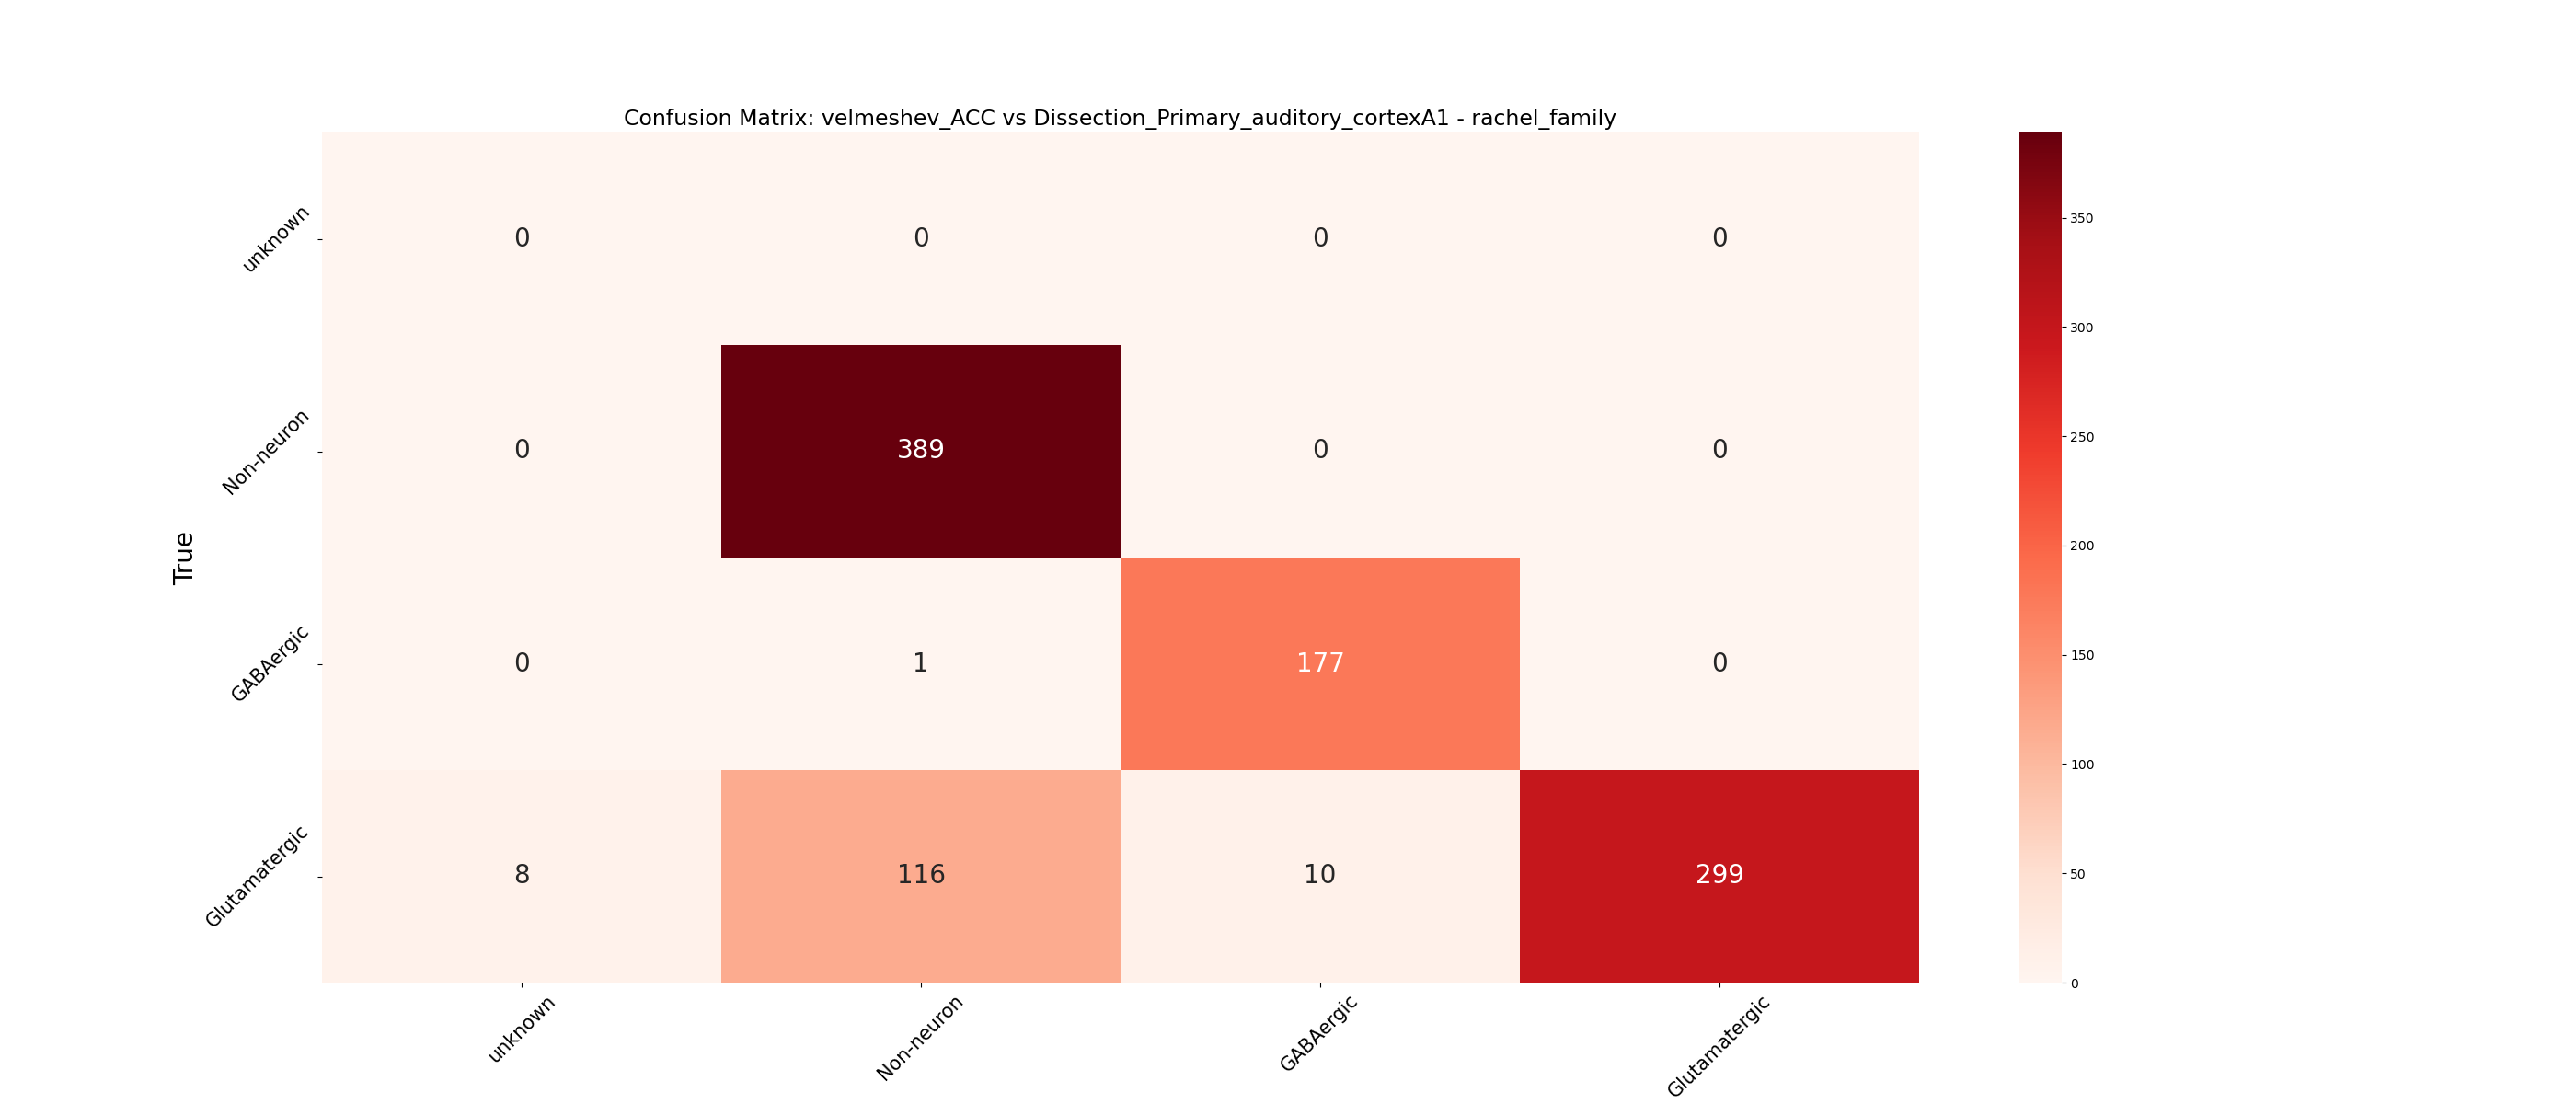 Confusion Matrix: velmeshev_ACC vs Dissection_Primary_auditory_cortexA1 - rachel_family
True
unknown 0 0 0 0
Non-neuron 0 389 0 0
GABAergic 0 1 177 0
Glutamatergic 8 116 10 299
unknown Non-neuron GABAergic Glutamatergic
350
300
250
200
150
100
50
0